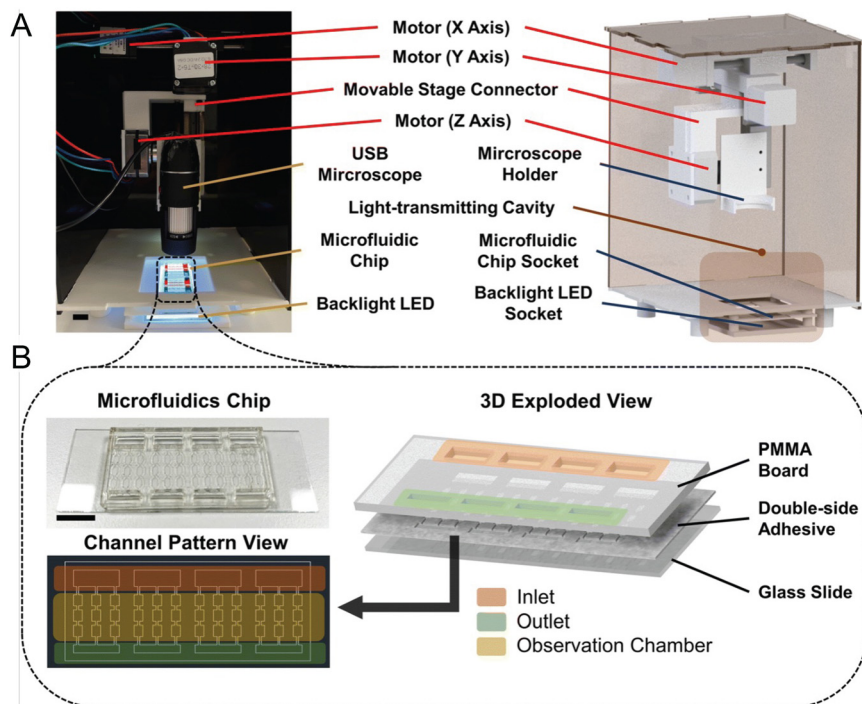 A
Motor (X Axis)
Motor (Y Axis)
Movable Stage Connector
Motor (Z Axis)
USB
Mircroscope
Mircroscope
Holder
Light-transmitting Cavity
Microfluidic
Chip
Microfluidic
Chip Socket
Backlight LED
Backlight LED
Socket
B
Microfluidics Chip
3D Exploded View
PMMA
Board
Double-side
Adhesive
Glass Slide
Channel Pattern View
Inlet
Outlet
Observation Chamber